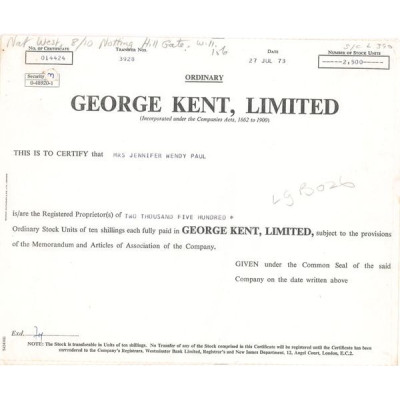 Nat West, 8/10 Notting Hill Gate. W.11.
No. of Certificate
Transfer Nos.
Date
Number of Stock Units
014424
3929
27 JUL 73
2,500
Security
S-48920-1
ORDINARY
GEORGE KENT, LIMITED
(Incorporated under the Companies Acts, 1862 to 1900)
THIS IS TO CERTIFY that MRS JENNIFER WENDY PAUL
LGB026
is/are the Registered Proprietor(s) of TWO THOUSAND FIVE HUNDRED *
Ordinary Stock Units of ten shillings each fully paid in GEORGE KENT, LIMITED, subject to the provisions
of the Memorandum and Articles of Association of the Company.
GIVEN under the Common Seal of the said
Company on the date written above
Exd.
NOTE: The Stock is transferable in Units of ten shillings. No Transfer of any of the Stock comprised in this Certificate will be registered until the Certificate has been
surrendered to the Company's Registrars, Westminster Bank Limited, Registrar's and New Issues Department, 12, Angel Court, London, E.C.2.